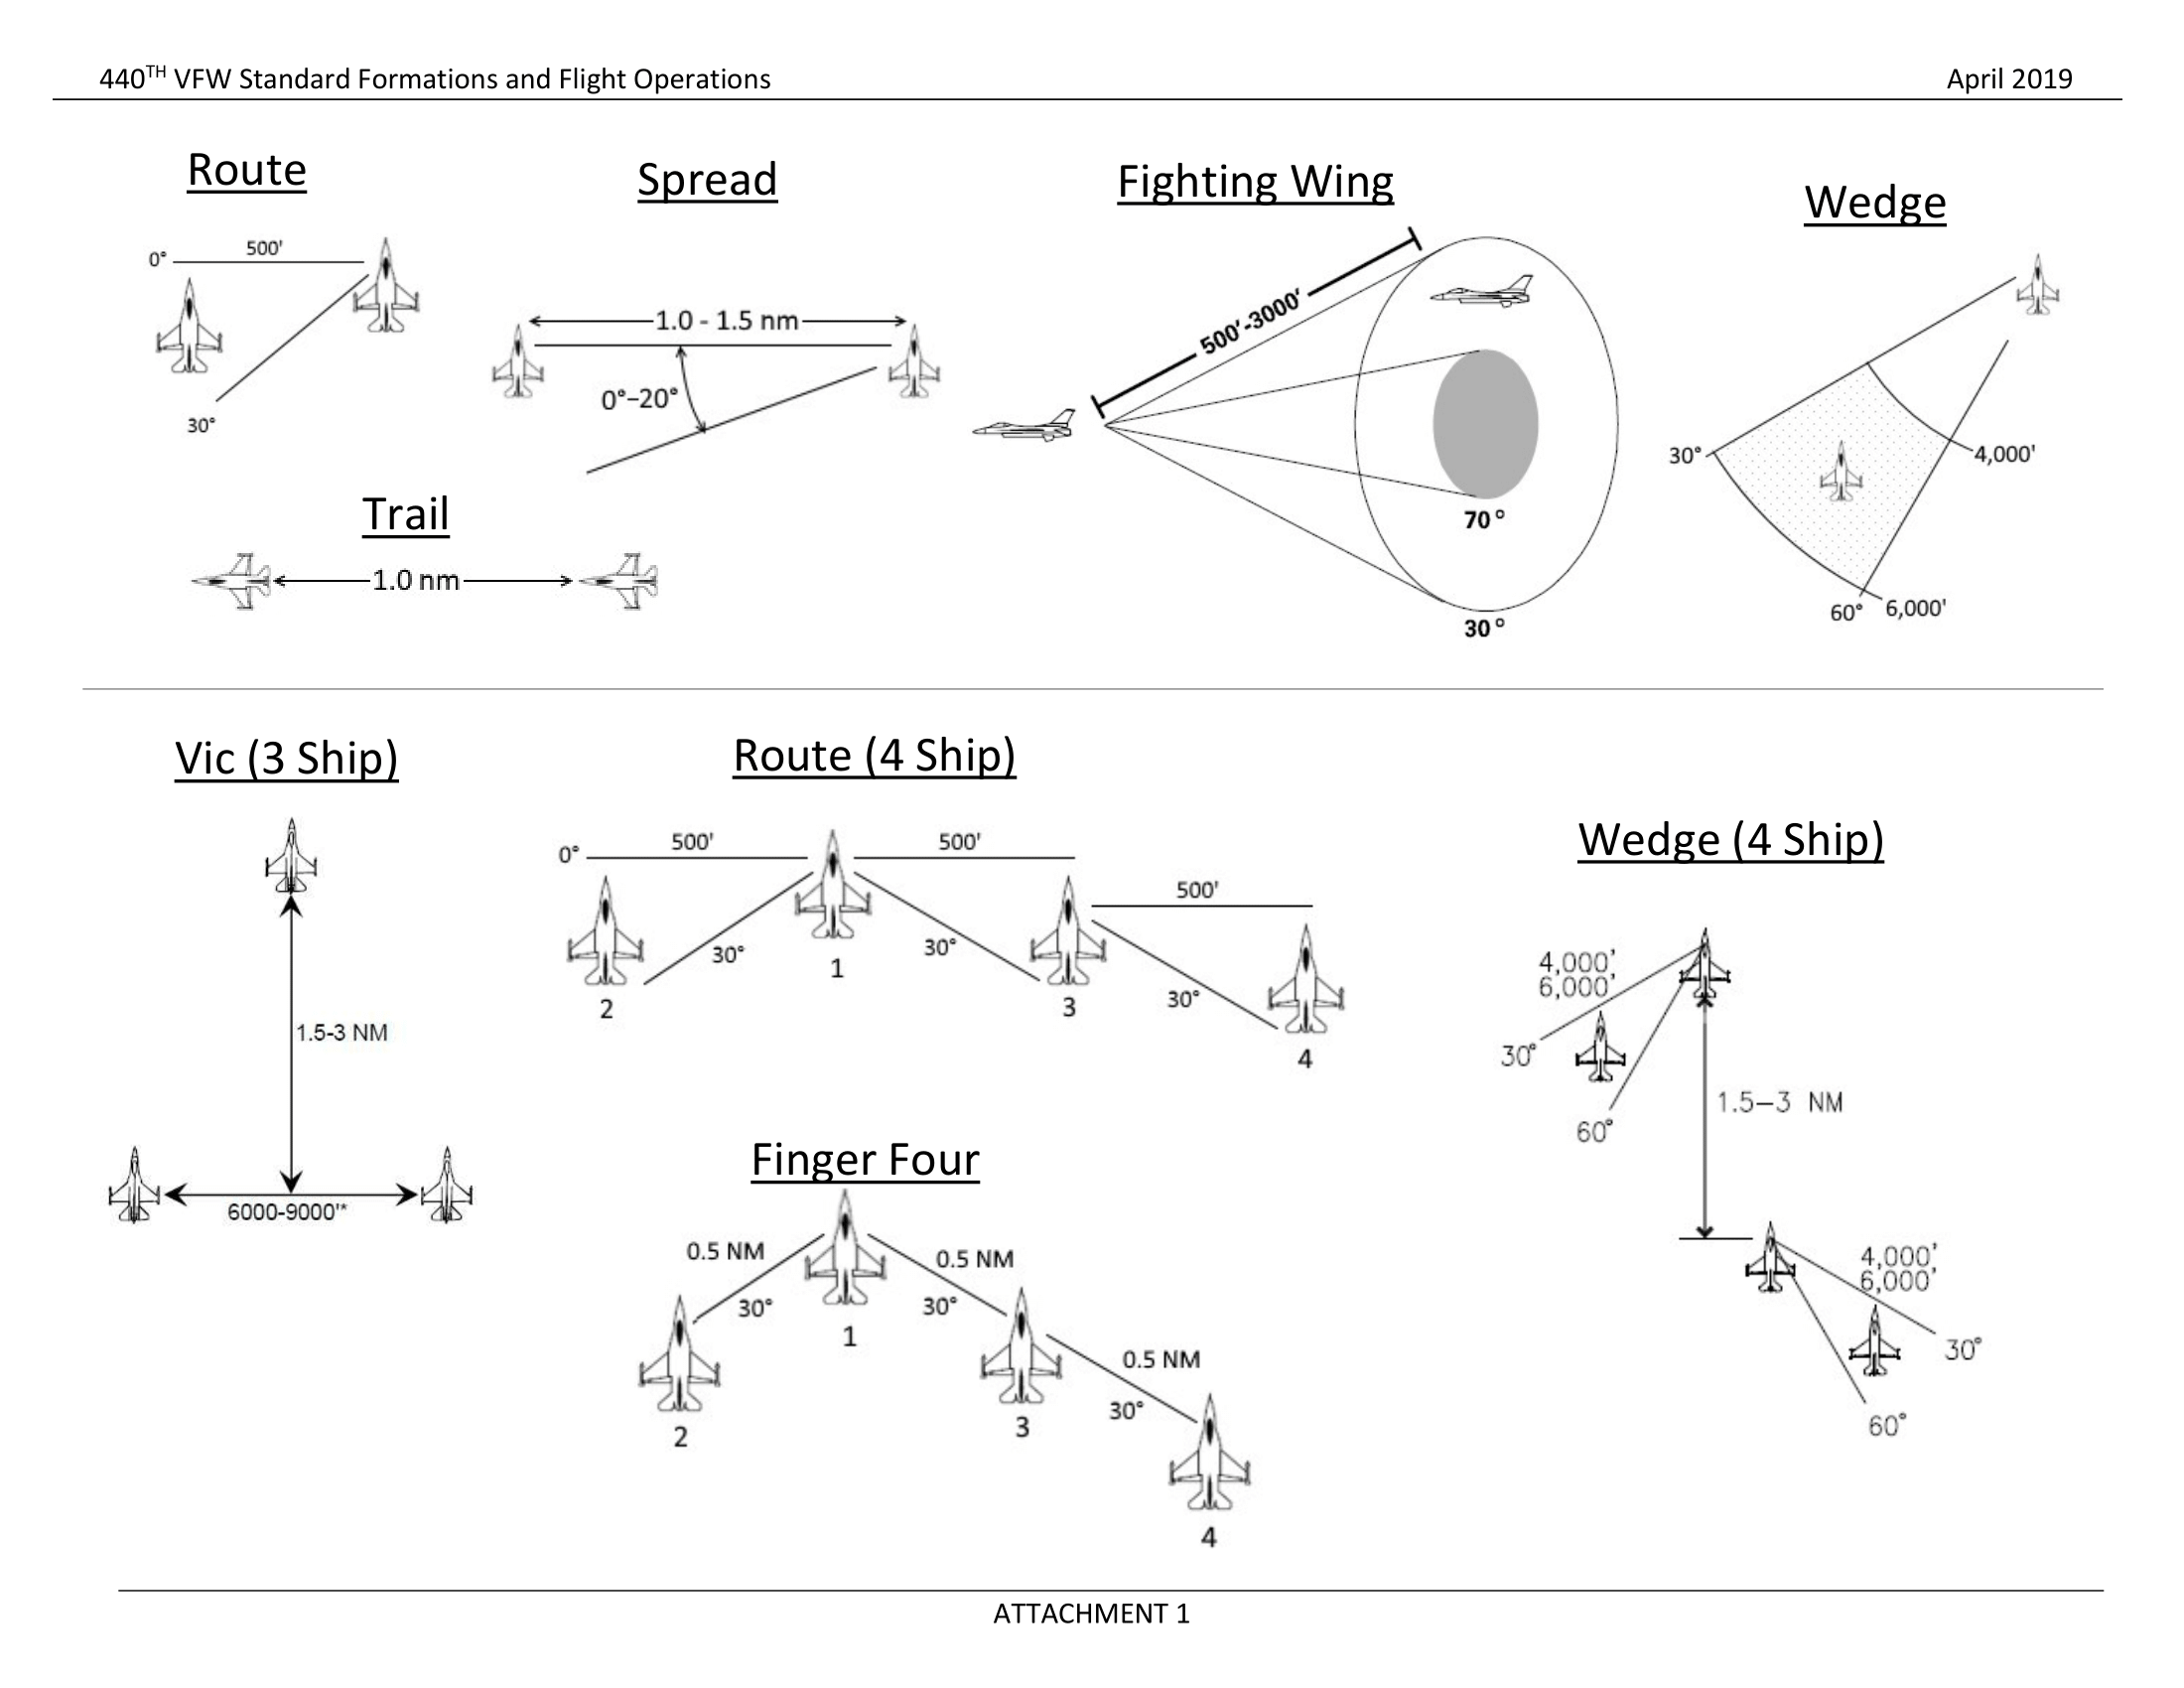 440TH VFW Standard Formations and Flight Operations
April 2019
Route
0°
500'
30°
Spread
1.0 - 1.5 nm
0°–20°
Fighting Wing
500'-3000'
70°
30°
Wedge
30°
4,000'
60°
6,000'
Trail
1.0 nm
Vic (3 Ship)
1.5-3 NM
6000-9000'*
Route (4 Ship)
0°
500'
500'
500'
30°
30°
30°
1
2
3
4
Finger Four
0.5 NM
0.5 NM
30°
30°
1
0.5 NM
30°
2
3
4
Wedge (4 Ship)
4,000'
6,000'
30°
60°
1.5–3 NM
4,000'
6,000'
30°
60°
ATTACHMENT 1